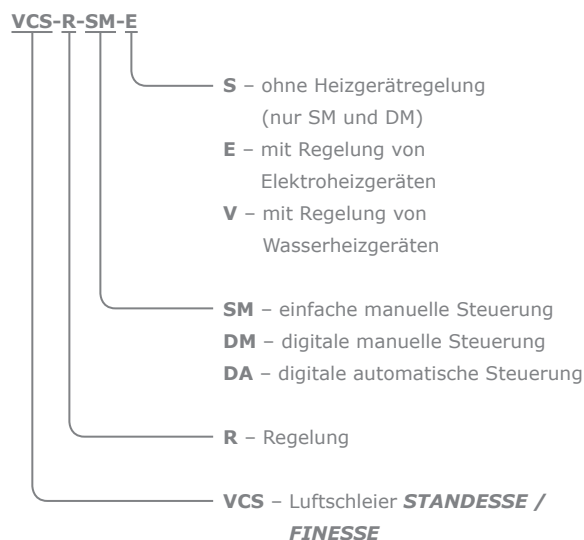 VCS-R-SM-E
S – ohne Heizgerätregelung
(nur SM und DM)
E – mit Regelung von
Elektroheizgeräten
V – mit Regelung von
Wasserheizgeräten
SM – einfache manuelle Steuerung
DM – digitale manuelle Steuerung
DA – digitale automatische Steuerung
R – Regelung
VCS – Luftschleier STANDESSE /
FINESSE